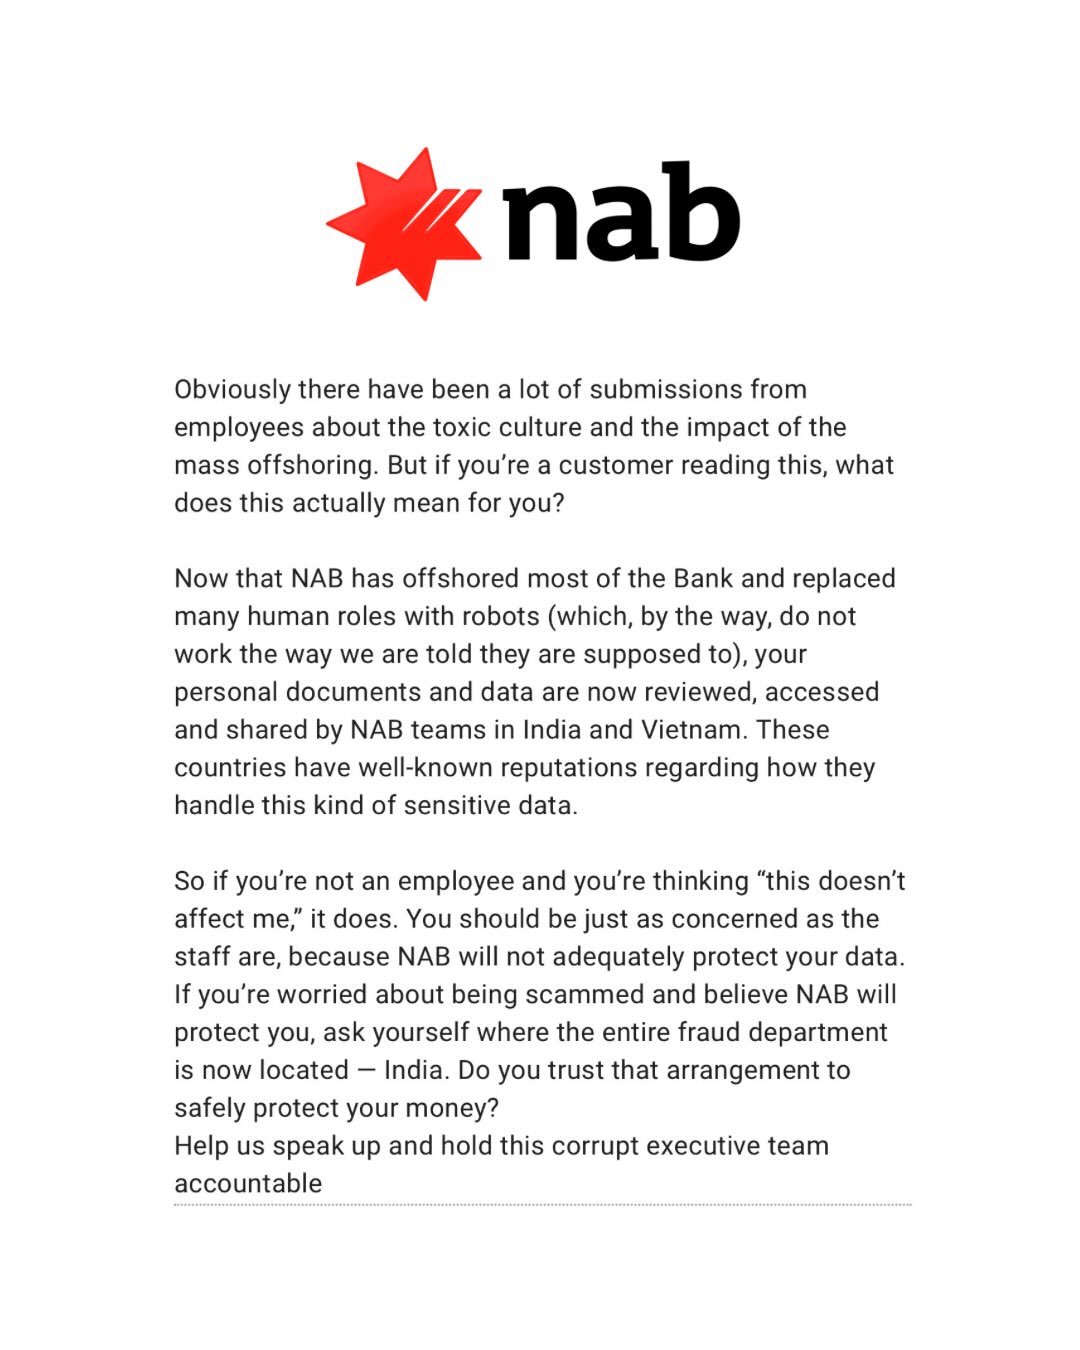 nab
Obviously there have been a lot of submissions from
employees about the toxic culture and the impact of the
mass offshoring. But if you’re a customer reading this, what
does this actually mean for you?
Now that NAB has offshored most of the Bank and replaced
many human roles with robots (which, by the way, do not
work the way we are told they are supposed to), your
personal documents and data are now reviewed, accessed
and shared by NAB teams in India and Vietnam. These
countries have well-known reputations regarding how they
handle this kind of sensitive data.
So if you’re not an employee and you’re thinking “this doesn’t
affect me,” it does. You should be just as concerned as the
staff are, because NAB will not adequately protect your data.
If you’re worried about being scammed and believe NAB will
protect you, ask yourself where the entire fraud department
is now located — India. Do you trust that arrangement to
safely protect your money?
Help us speak up and hold this corrupt executive team
accountable